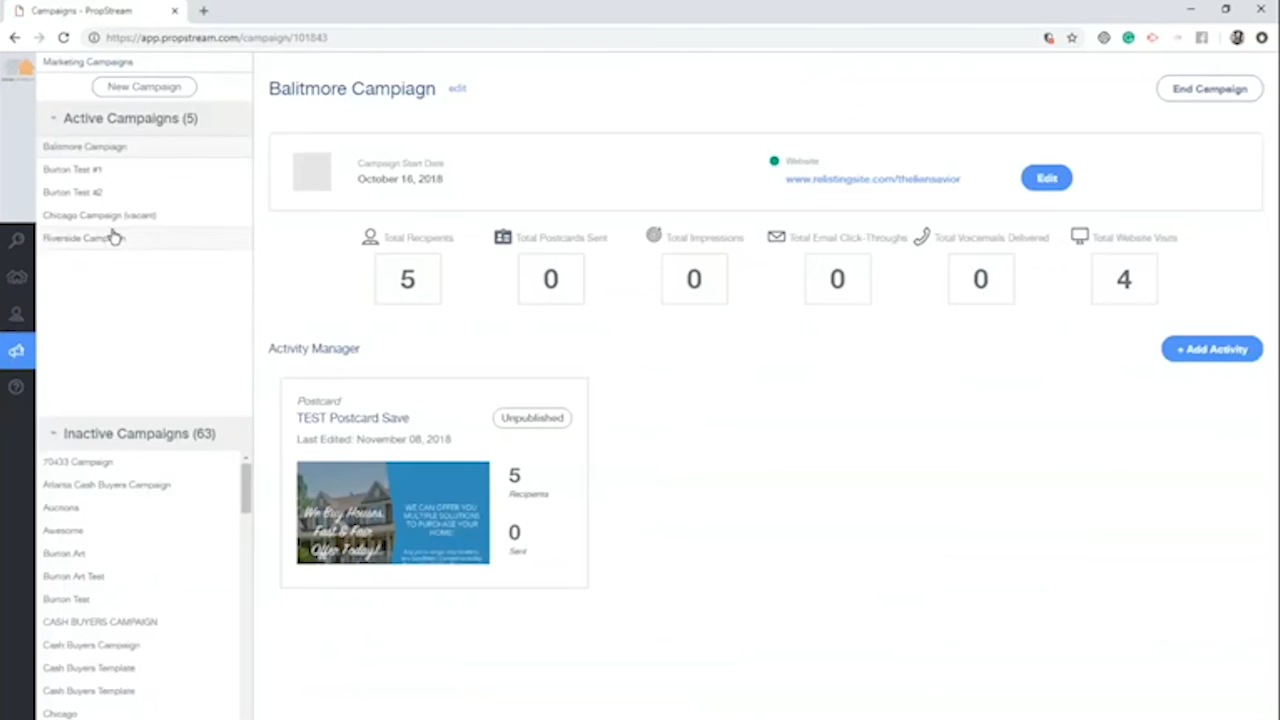 Campaigns - PropStream
https://app.propstream.com/campaign/101843
Marketing Campaigns
New Campaign
Active Campaigns (5)
Balitmore Campiagn
Burton Test #1
Burton Test #2
Chicago Campaign (vacant)
Riverside Campaign
Inactive Campaigns (63)
70433 Campaign
Atlanta Cash Buyers Campaign
Auctions
Awesome
Burton Art
Burton Art Test
Burton Test
CASH BUYERS CAMPAIGN
Cash Buyers Campaign
Cash Buyers Template
Cash Buyers Template
Chicago
Balitmore Campiagn edit
End Campaign
Campaign Start Date
October 16, 2018
Website
www.relistingsite.com/theliensavior
Edit
Total Recipients
5
Total Postcards Sent
0
Total Impressions
0
Total Email Click-Throughs
0
Total Voicemails Delivered
0
Total Website Visits
4
Activity Manager
+ Add Activity
Postcard
TEST Postcard Save
Unpublished
Last Edited: November 08, 2018
We Buy Houses.
Fast & Fair
Offer Today!
WE CAN OFFER YOU
MULTIPLE SOLUTIONS
TO PURCHASE YOUR
HOME!
5
Recipients
0
Sent